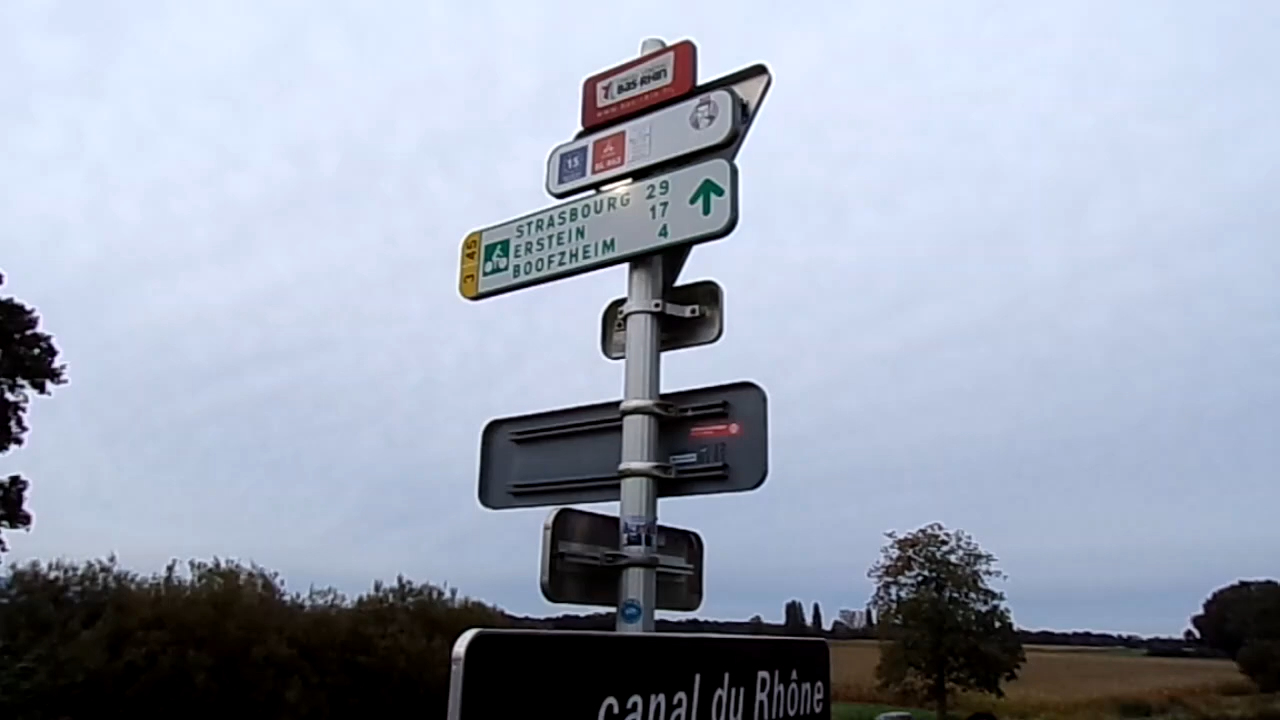 BAS-RHIN
15
STRASBOURG 29
ERSTEIN 17
BOOFZHEIM 4
3 45
canal du Rhône